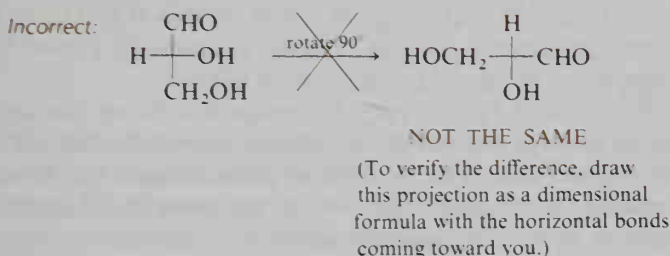 Incorrect:
CHO
H OH
CH₂OH
rotate 90°
H
HOCH₂ CHO
OH
NOT THE SAME
(To verify the difference, draw
this projection as a dimensional
formula with the horizontal bonds
coming toward you.)